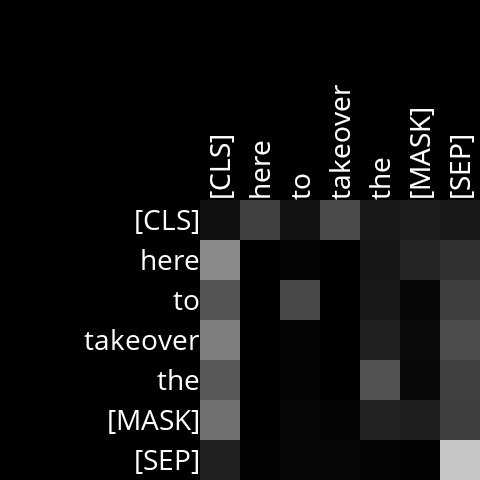 [CLS] here to takeover the [MASK] [SEP]
[CLS]
here
to
takeover
the
[MASK]
[SEP]